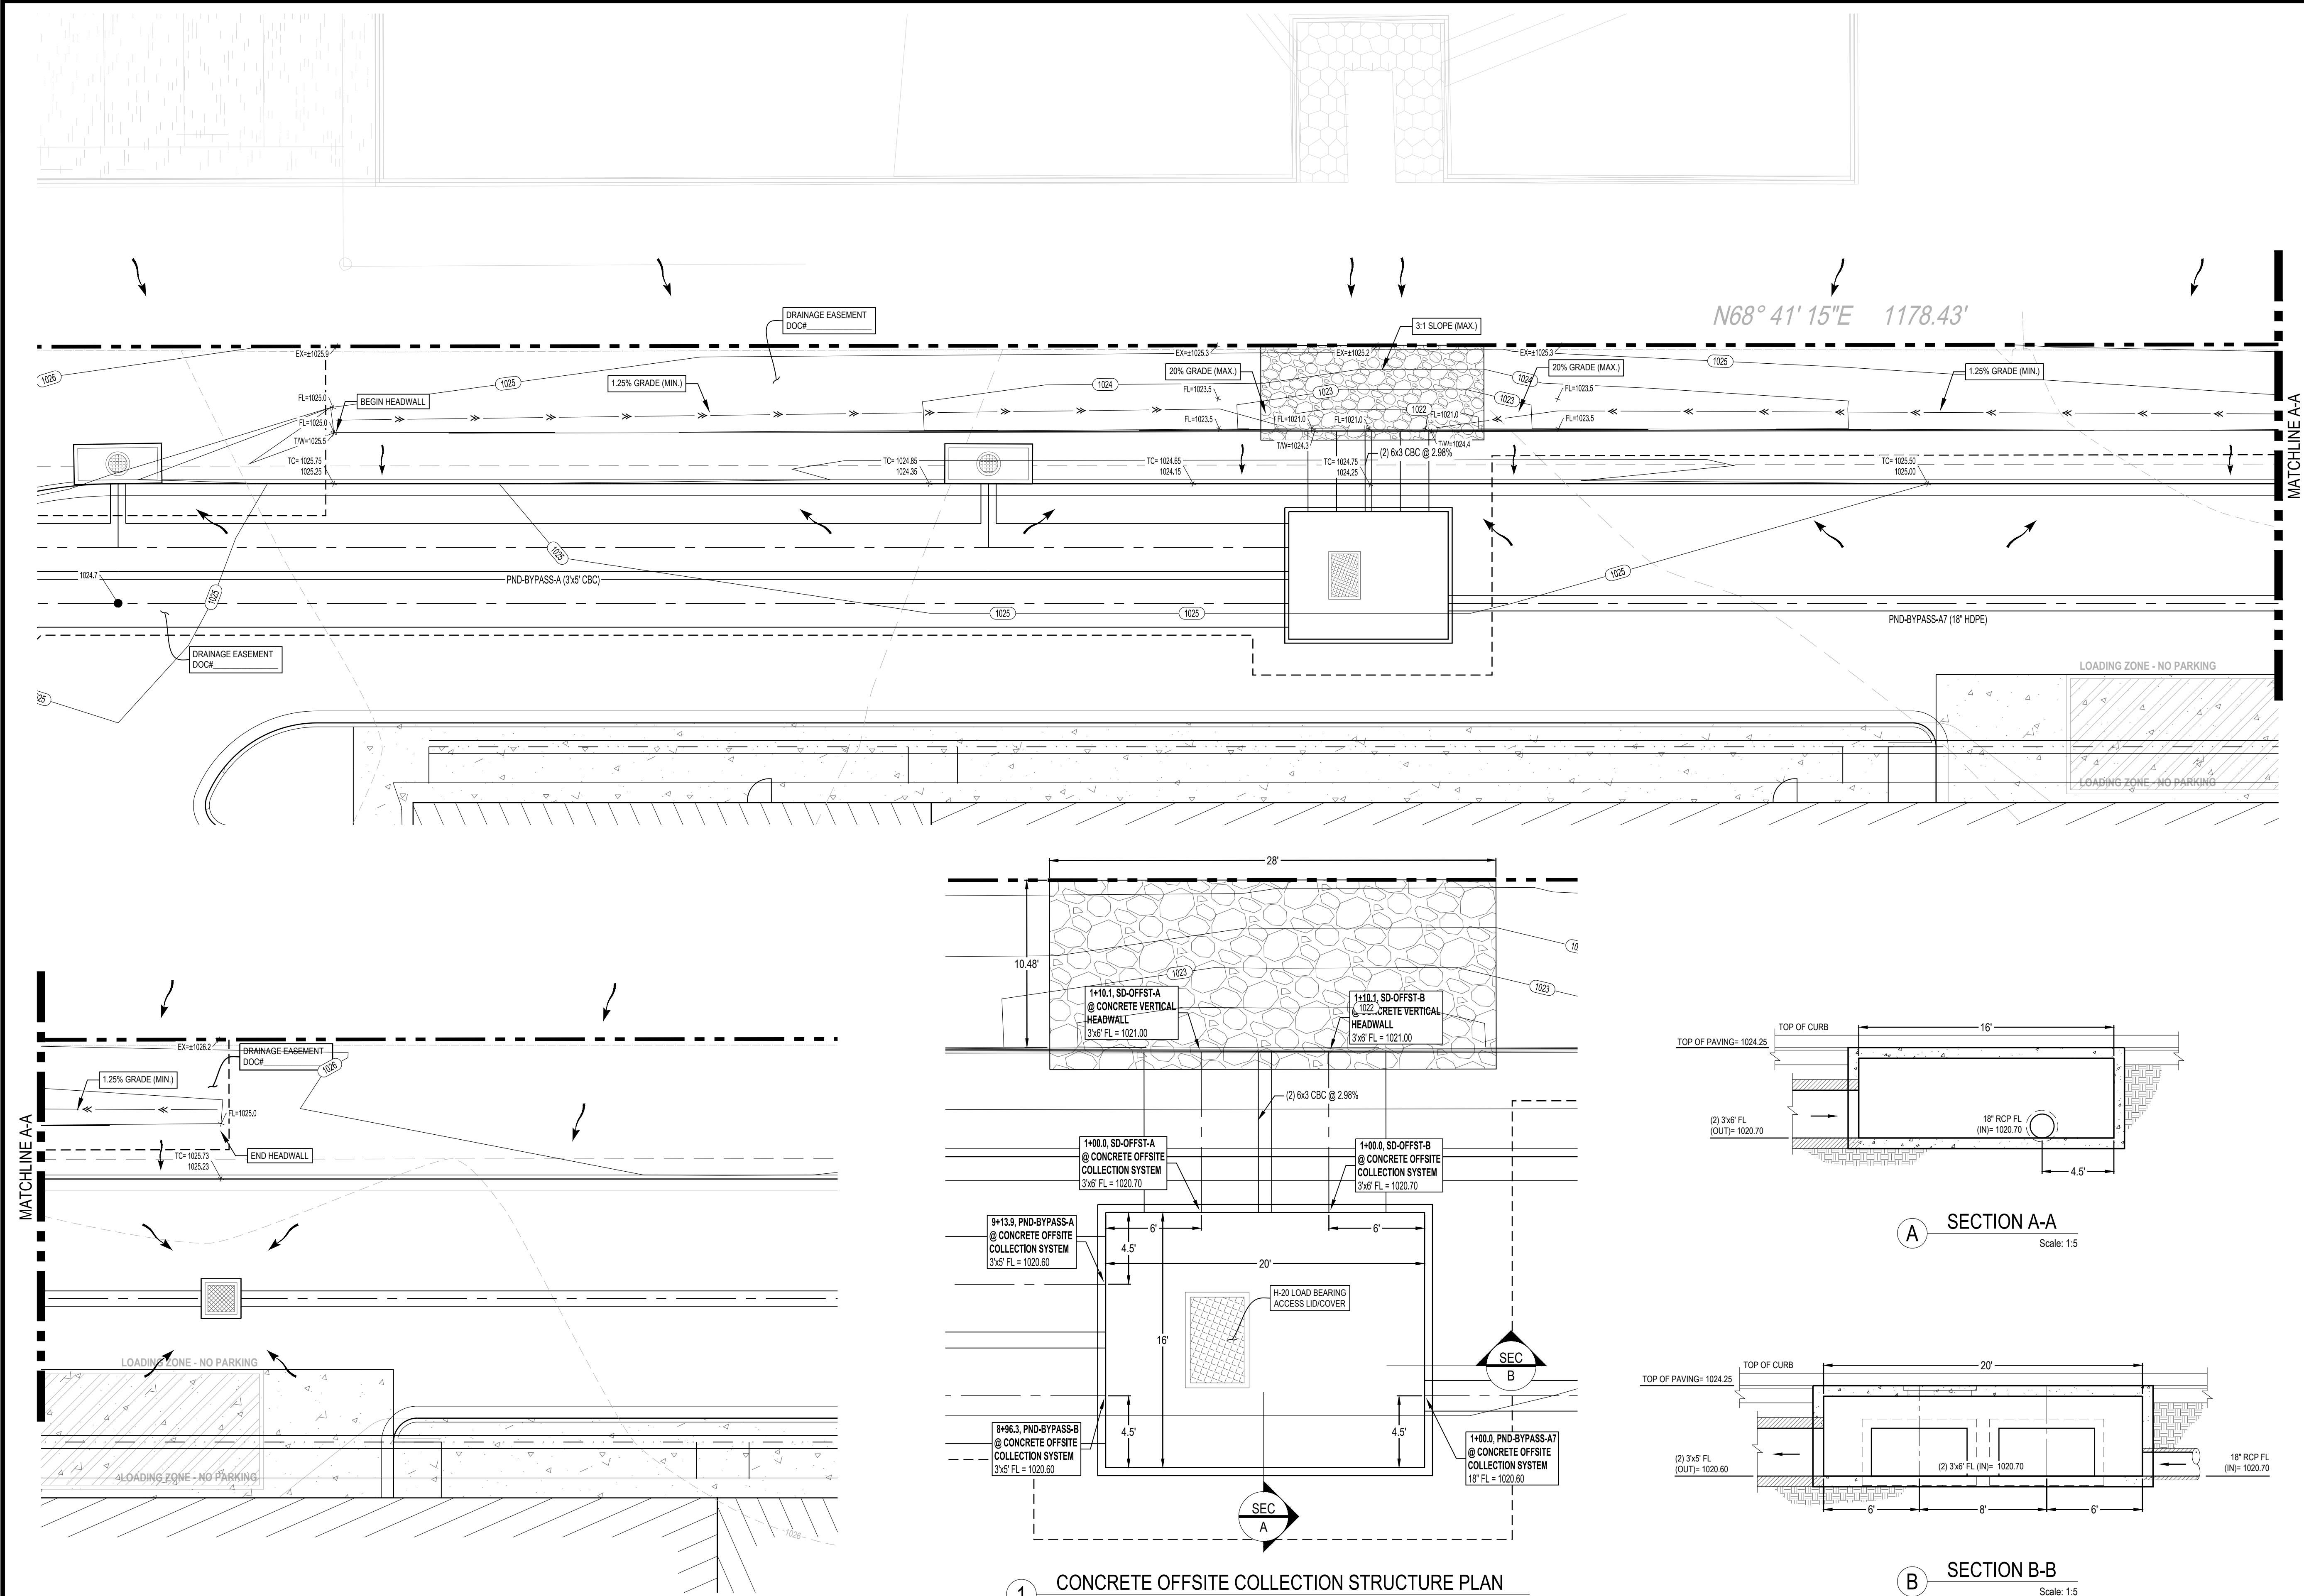 DRAINAGE EASEMENT
DOC#______________
3:1 SLOPE (MAX.)
N68° 41' 15"E 1178.43'
EX=±1025.9
EX=±1025.3
EX=±1025.2
EX=±1025.3
1026
1025
1.25% GRADE (MIN.)
1024
20% GRADE (MAX.)
1023
1024
20% GRADE (MAX.)
1023
1025
1.25% GRADE (MIN.)
FL=1025.0
BEGIN HEADWALL
FL=1025.0
T/W=1025.5
FL=1023.5
FL=1023.5
FL=1021.0
FL=1021.0
1022
FL=1021.0
FL=1023.5
FL=1023.5
T/W=1024.3
T/W=1024.4
(2) 6x3 CBC @ 2.98%
TC= 1025.75
1025.25
TC= 1024.85
1024.35
TC= 1024.65
1024.15
TC= 1024.75
1024.25
TC= 1025.50
1025.00
MATCHLINE A-A
1025
1024.7
PND-BYPASS-A (3'x5' CBC)
1025
1025
1025
1025
PND-BYPASS-A7 (18" HDPE)
DRAINAGE EASEMENT
DOC#______________
LOADING ZONE - NO PARKING
LOADING ZONE - NO PARKING
MATCHLINE A-A
EX=±1026.2
DRAINAGE EASEMENT
DOC#______________
1026
1.25% GRADE (MIN.)
FL=1025.0
END HEADWALL
TC= 1025.73
1025.23
LOADING ZONE - NO PARKING
LOADING ZONE - NO PARKING
1026
28'
10.48'
1023
1023
1+10.1, SD-OFFST-A
@ CONCRETE VERTICAL
HEADWALL
3'x6' FL = 1021.00
1+10.1, SD-OFFST-B
@ CONCRETE VERTICAL
HEADWALL
3'x6' FL = 1021.00
1022
(2) 6x3 CBC @ 2.98%
1+00.0, SD-OFFST-A
@ CONCRETE OFFSITE
COLLECTION SYSTEM
3'x6' FL = 1020.70
1+00.0, SD-OFFST-B
@ CONCRETE OFFSITE
COLLECTION SYSTEM
3'x6' FL = 1020.70
9+13.9, PND-BYPASS-A
@ CONCRETE OFFSITE
COLLECTION SYSTEM
3'x5' FL = 1020.60
6'
6'
4.5'
20'
H-20 LOAD BEARING
ACCESS LID/COVER
16'
SEC
B
8+96.3, PND-BYPASS-B
@ CONCRETE OFFSITE
COLLECTION SYSTEM
3'x5' FL = 1020.60
4.5'
4.5'
1+00.0, PND-BYPASS-A7
@ CONCRETE OFFSITE
COLLECTION SYSTEM
18" FL = 1020.60
SEC
A
1 CONCRETE OFFSITE COLLECTION STRUCTURE PLAN
TOP OF CURB
16'
TOP OF PAVING= 1024.25
(2) 3'x6' FL
(OUT)= 1020.70
18" RCP FL
(IN)= 1020.70
4.5'
A SECTION A-A
Scale: 1:5
TOP OF CURB
20'
TOP OF PAVING= 1024.25
(2) 3'x5' FL
(OUT)= 1020.60
(2) 3'x6' FL (IN)= 1020.70
18" RCP FL
(IN)= 1020.70
6'
8'
6'
B SECTION B-B
Scale: 1:5